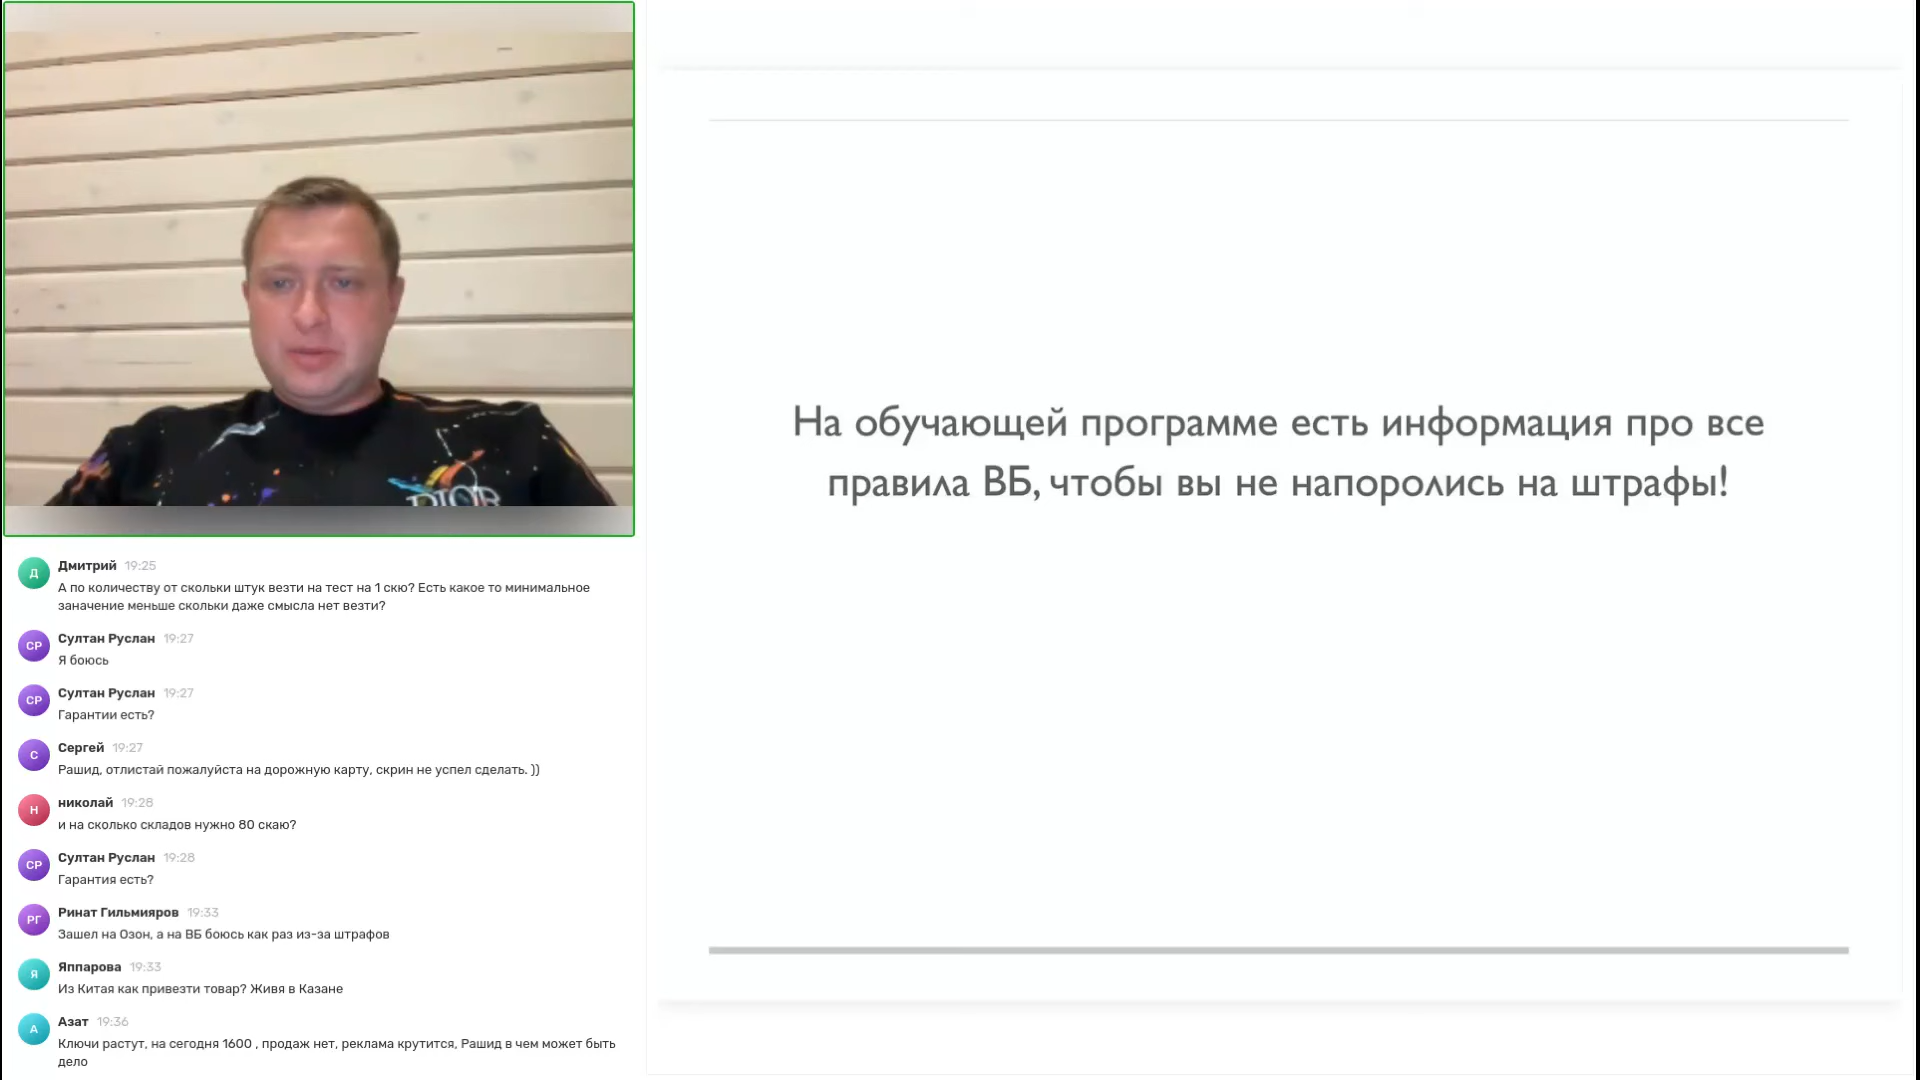 DIOR
Дмитрий 19:25
А по количеству от скольки штук везти на тест на 1 скю? Есть какое то минимальное
заначение меньше скольки даже смысла нет везти?
Султан Руслан 19:27
Я боюсь
Султан Руслан 19:27
Гарантии есть?
Сергей 19:27
Рашид, отлистай пожалуйста на дорожную карту, скрин не успел сделать. ))
николай 19:28
и на сколько складов нужно 80 скаю?
Султан Руслан 19:28
Гарантия есть?
Ринат Гильмияров 19:33
Зашел на Озон, а на ВБ боюсь как раз из-за штрафов
Яппарова 19:33
Из Китая как привезти товар? Живя в Казане
Азат 19:36
Ключи растут, на сегодня 1600 , продаж нет, реклама крутится, Рашид в чем может быть
дело
Д
СР
СР
С
Н
СР
РГ
Я
А
На обучающей программе есть информация про все
правила ВБ, чтобы вы не напоролись на штрафы!